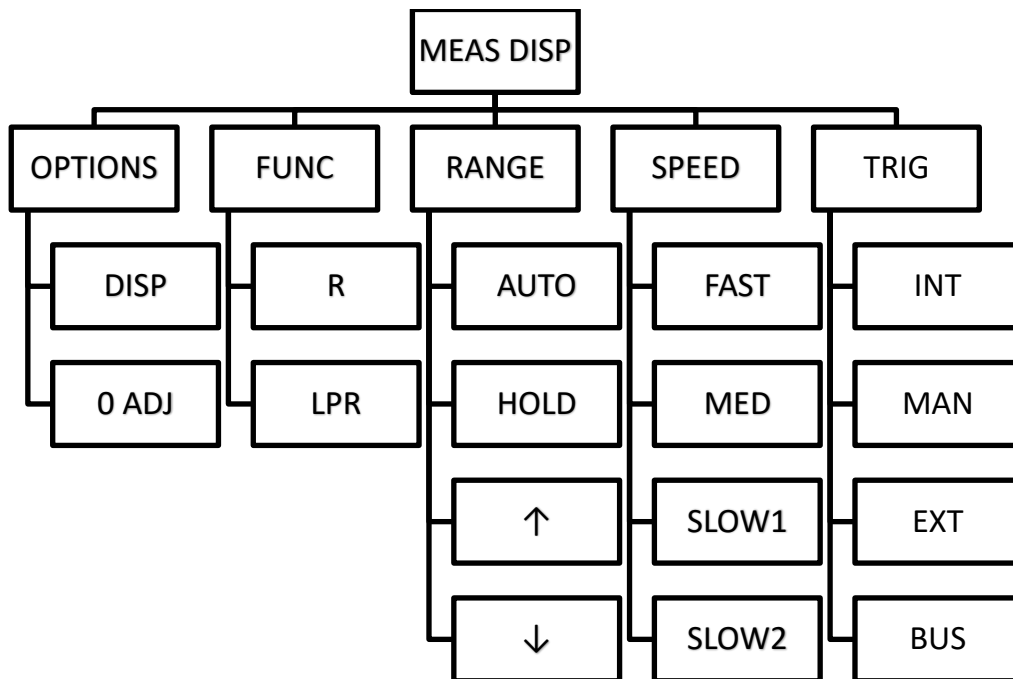 MEAS DISP
OPTIONS
FUNC
RANGE
SPEED
TRIG
DISP
R
AUTO
FAST
INT
0 ADJ
LPR
HOLD
MED
MAN
↑
SLOW1
EXT
↓
SLOW2
BUS